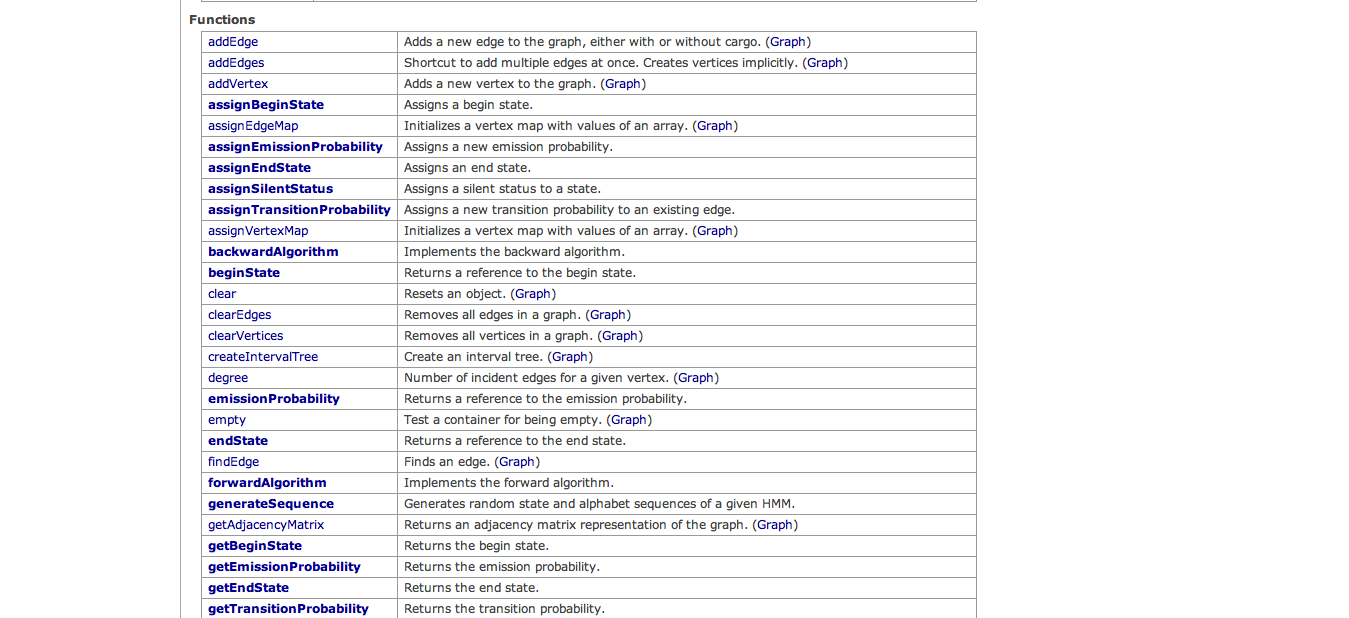 Functions
addEdge Adds a new edge to the graph, either with or without cargo. (Graph)
addEdges Shortcut to add multiple edges at once. Creates vertices implicitly. (Graph)
addVertex Adds a new vertex to the graph. (Graph)
assignBeginState Assigns a begin state.
assignEdgeMap Initializes a vertex map with values of an array. (Graph)
assignEmissionProbability Assigns a new emission probability.
assignEndState Assigns an end state.
assignSilentStatus Assigns a silent status to a state.
assignTransitionProbability Assigns a new transition probability to an existing edge.
assignVertexMap Initializes a vertex map with values of an array. (Graph)
backwardAlgorithm Implements the backward algorithm.
beginState Returns a reference to the begin state.
clear Resets an object. (Graph)
clearEdges Removes all edges in a graph. (Graph)
clearVertices Removes all vertices in a graph. (Graph)
createIntervalTree Create an interval tree. (Graph)
degree Number of incident edges for a given vertex. (Graph)
emissionProbability Returns a reference to the emission probability.
empty Test a container for being empty. (Graph)
endState Returns a reference to the end state.
findEdge Finds an edge. (Graph)
forwardAlgorithm Implements the forward algorithm.
generateSequence Generates random state and alphabet sequences of a given HMM.
getAdjacencyMatrix Returns an adjacency matrix representation of the graph. (Graph)
getBeginState Returns the begin state.
getEmissionProbability Returns the emission probability.
getEndState Returns the end state.
getTransitionProbability Returns the transition probability.